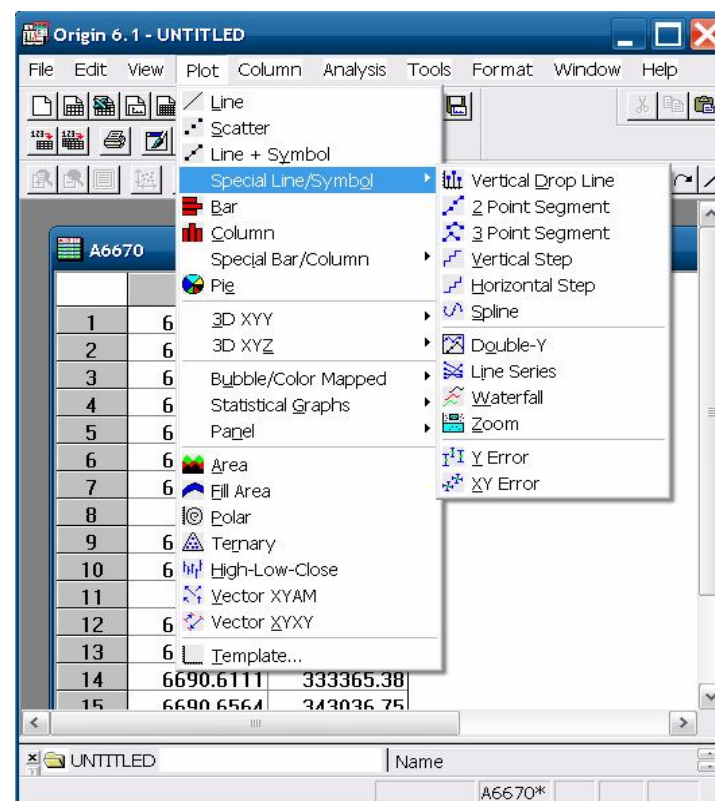 Origin 6.1 - UNTITLED
File Edit View Plot Column Analysis Tools Format Window Help
Line
Scatter
Line + Symbol
Special Line/Symbol
Bar
Column
Special Bar/Column
Pie
3D XYY
3D XYZ
Bubble/Color Mapped
Statistical Graphs
Panel
Area
Fill Area
Polar
Ternary
High-Low-Close
Vector XYAM
Vector XYXY
Template...
Vertical Drop Line
2 Point Segment
3 Point Segment
Vertical Step
Horizontal Step
Spline
Double-Y
Line Series
Waterfall
Zoom
Y Error
XY Error
A6670
1 6
2 6
3 6
4 6
5 6
6 6
7 6
8
9 6
10 6
11
12 6
13 6
14 6690.6111 333365.38
15 6690.6564 343036.75
UNTITLED Name
A6670*